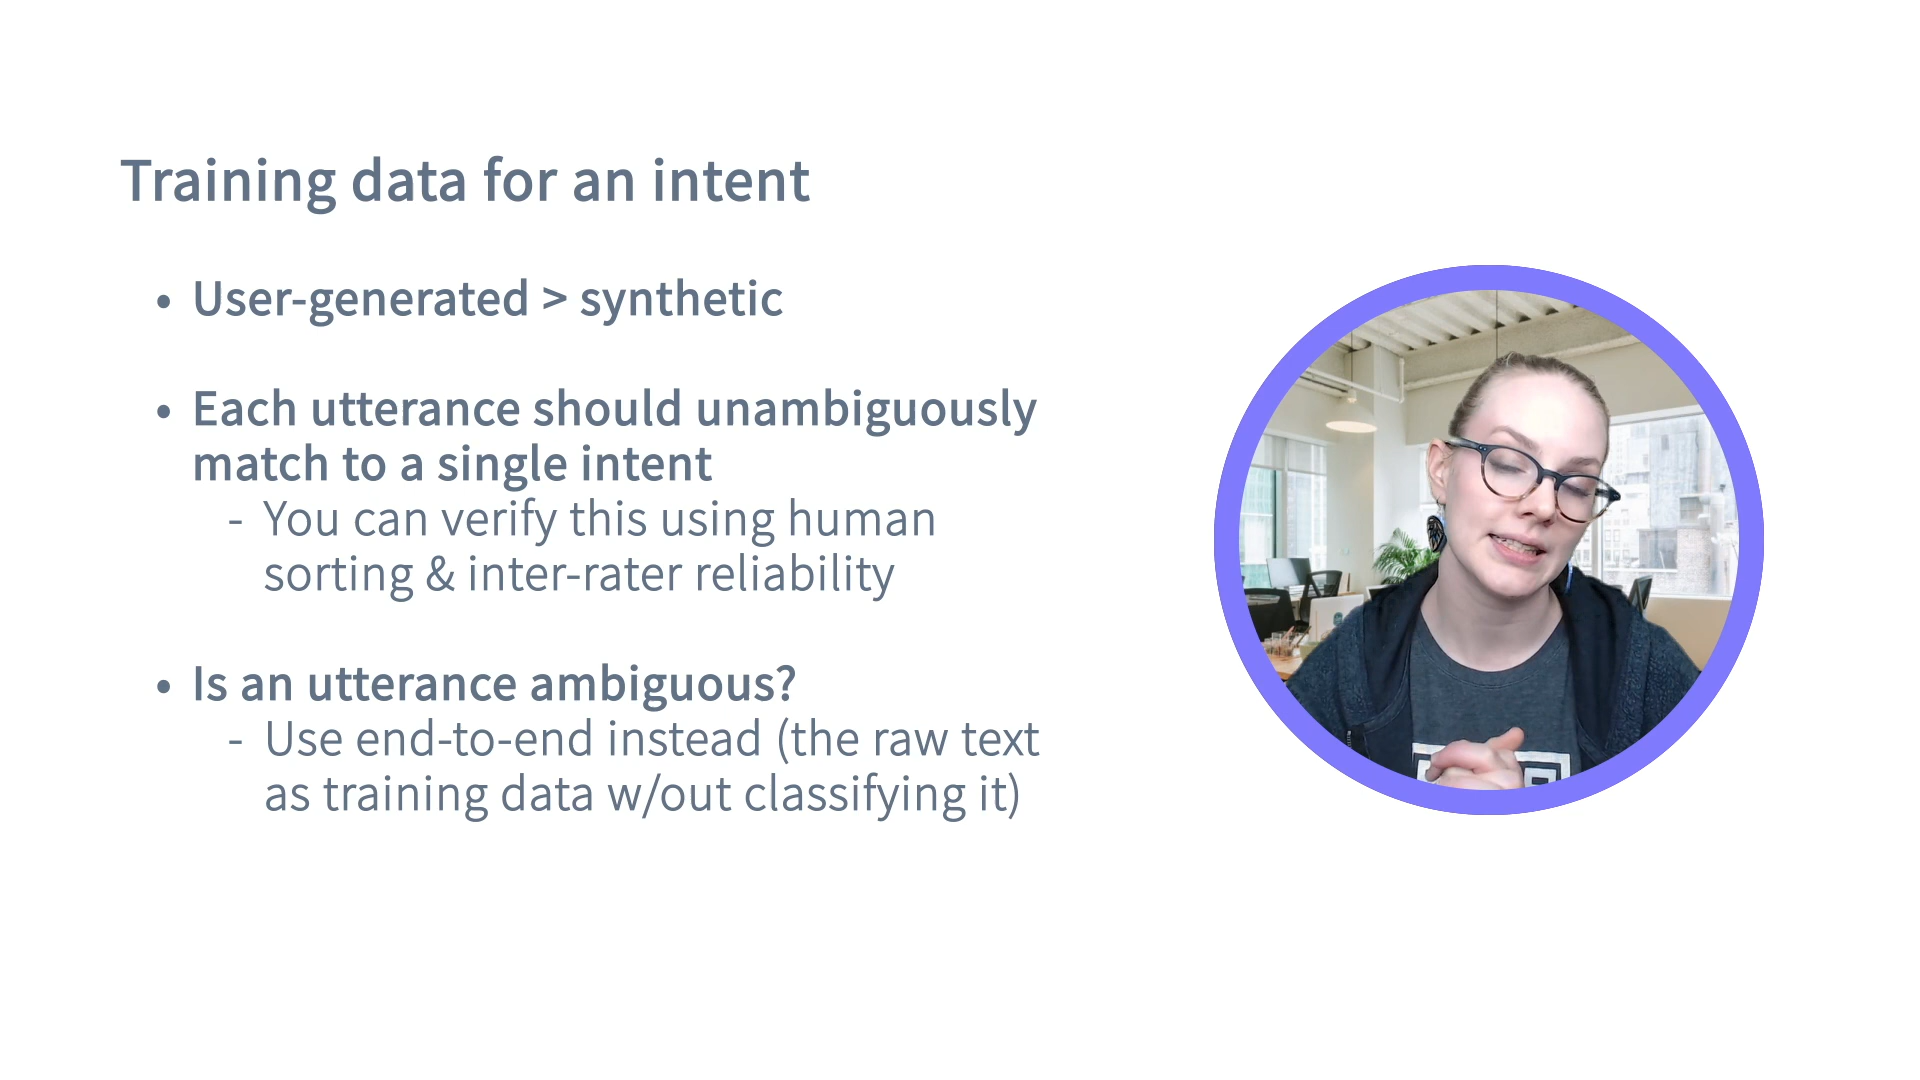 Training data for an intent
• User-generated > synthetic
• Each utterance should unambiguously
match to a single intent
- You can verify this using human
sorting & inter-rater reliability
• Is an utterance ambiguous?
- Use end-to-end instead (the raw text
as training data w/out classifying it)